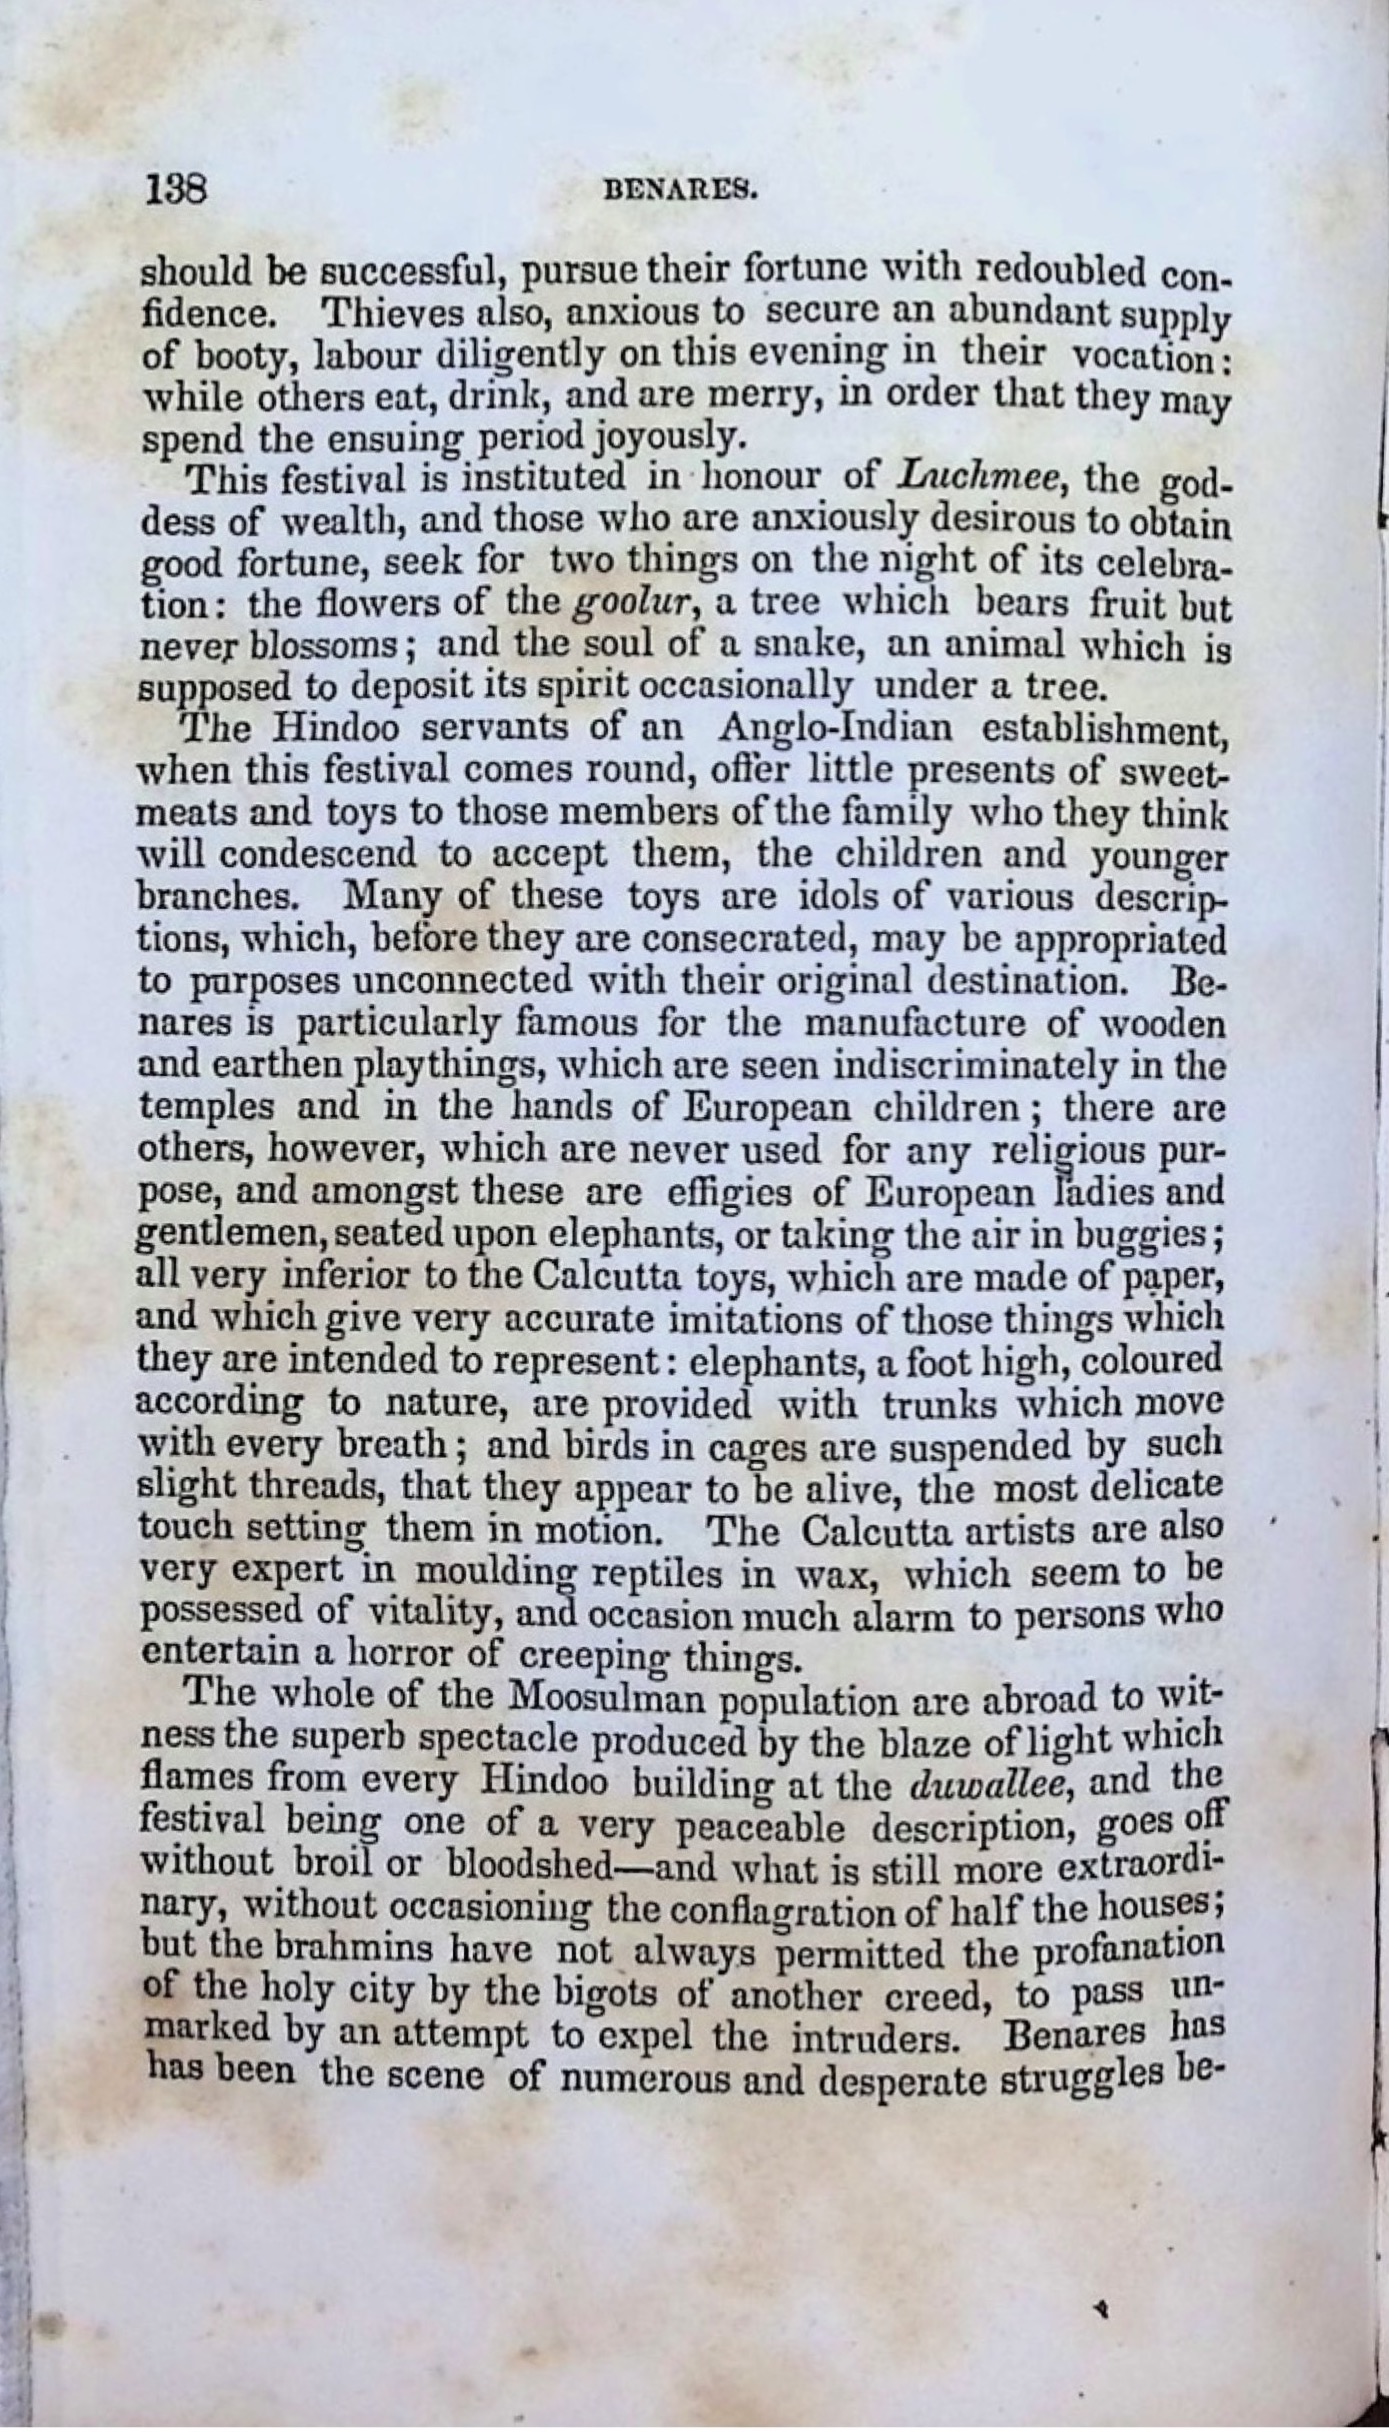 138 BENARES.
should be successful, pursue their fortune with redoubled con-
fidence. Thieves also, anxious to secure an abundant supply
of booty, labour diligently on this evening in their vocation:
while others eat, drink, and are merry, in order that they may
spend the ensuing period joyously.
This festival is instituted in honour of Luchmee, the god-
dess of wealth, and those who are anxiously desirous to obtain
good fortune, seek for two things on the night of its celebra-
tion: the flowers of the goolur, a tree which bears fruit but
never blossoms; and the soul of a snake, an animal which is
supposed to deposit its spirit occasionally under a tree.
The Hindoo servants of an Anglo-Indian establishment,
when this festival comes round, offer little presents of sweet-
meats and toys to those members of the family who they think
will condescend to accept them, the children and younger
branches. Many of these toys are idols of various descrip-
tions, which, before they are consecrated, may be appropriated
to purposes unconnected with their original destination. Be-
nares is particularly famous for the manufacture of wooden
and earthen playthings, which are seen indiscriminately in the
temples and in the hands of European children; there are
others, however, which are never used for any religious pur-
pose, and amongst these are effigies of European ladies and
gentlemen, seated upon elephants, or taking the air in buggies;
all very inferior to the Calcutta toys, which are made of paper,
and which give very accurate imitations of those things which
they are intended to represent: elephants, a foot high, coloured
according to nature, are provided with trunks which move
with every breath; and birds in cages are suspended by such
slight threads, that they appear to be alive, the most delicate
touch setting them in motion. The Calcutta artists are also
very expert in moulding reptiles in wax, which seem to be
possessed of vitality, and occasion much alarm to persons who
entertain a horror of creeping things.
The whole of the Moosulman population are abroad to wit-
ness the superb spectacle produced by the blaze of light which
flames from every Hindoo building at the duwallee, and the
festival being one of a very peaceable description, goes off
without broil or bloodshed—and what is still more extraordi-
nary, without occasioning the conflagration of half the houses;
but the brahmins have not always permitted the profanation
of the holy city by the bigots of another creed, to pass un-
marked by an attempt to expel the intruders. Benares has
has been the scene of numerous and desperate struggles be-